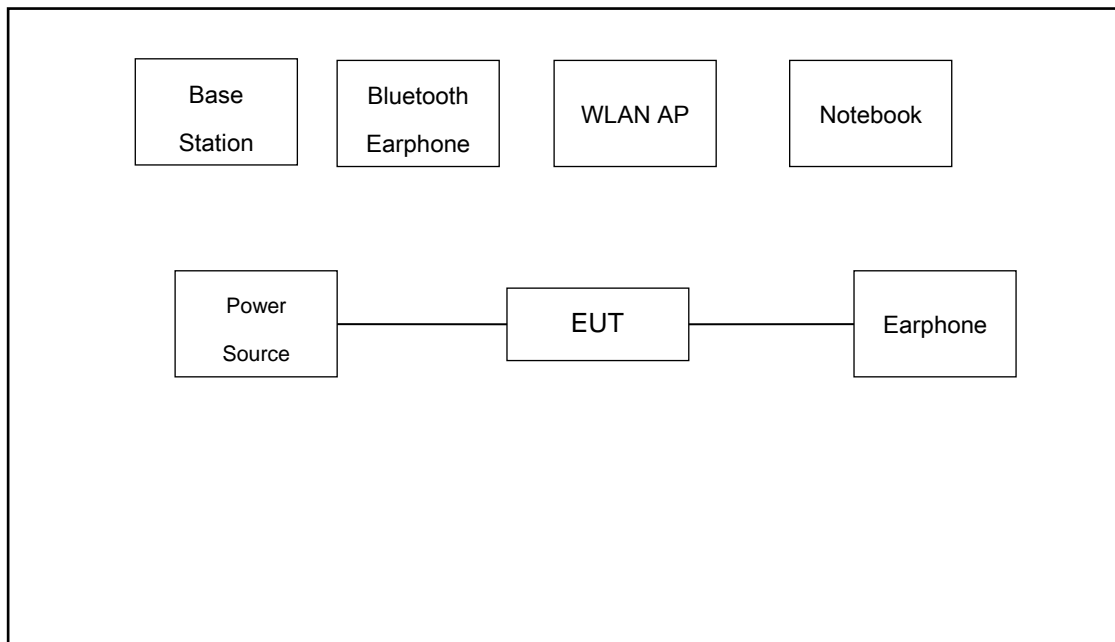 Base
Station
Bluetooth
Earphone
WLAN AP
Notebook
Power
Source
EUT
Earphone